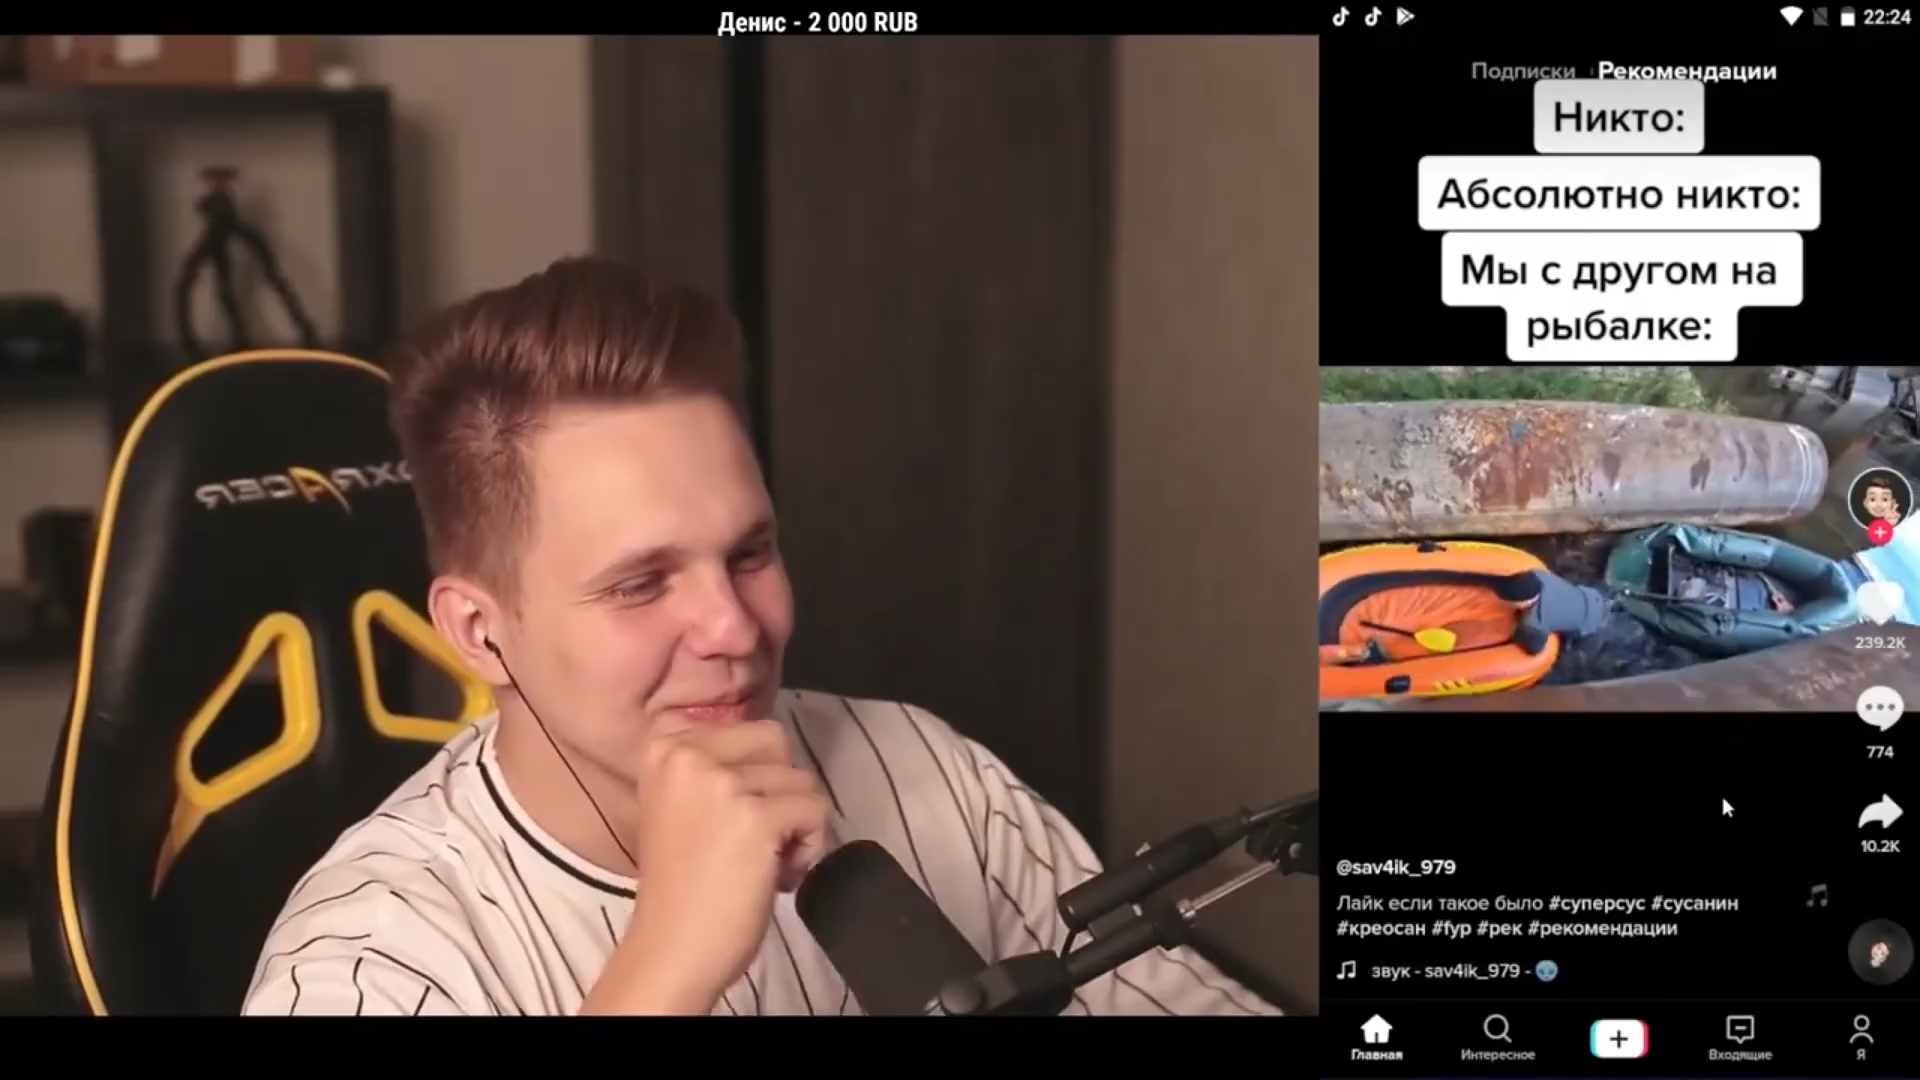 Денис - 2 000 RUB
22:24
Подписки Рекомендации
Никто:
Абсолютно никто:
Мы с другом на
рыбалке:
DXRACER
239.2K
774
10.2K
@sav4ik_979
Лайк если такое было #суперсус #сусанин
#креосан #fyp #рек #рекомендации
звук - sav4ik_979 -
Главная
Интересное
Входящие
Я